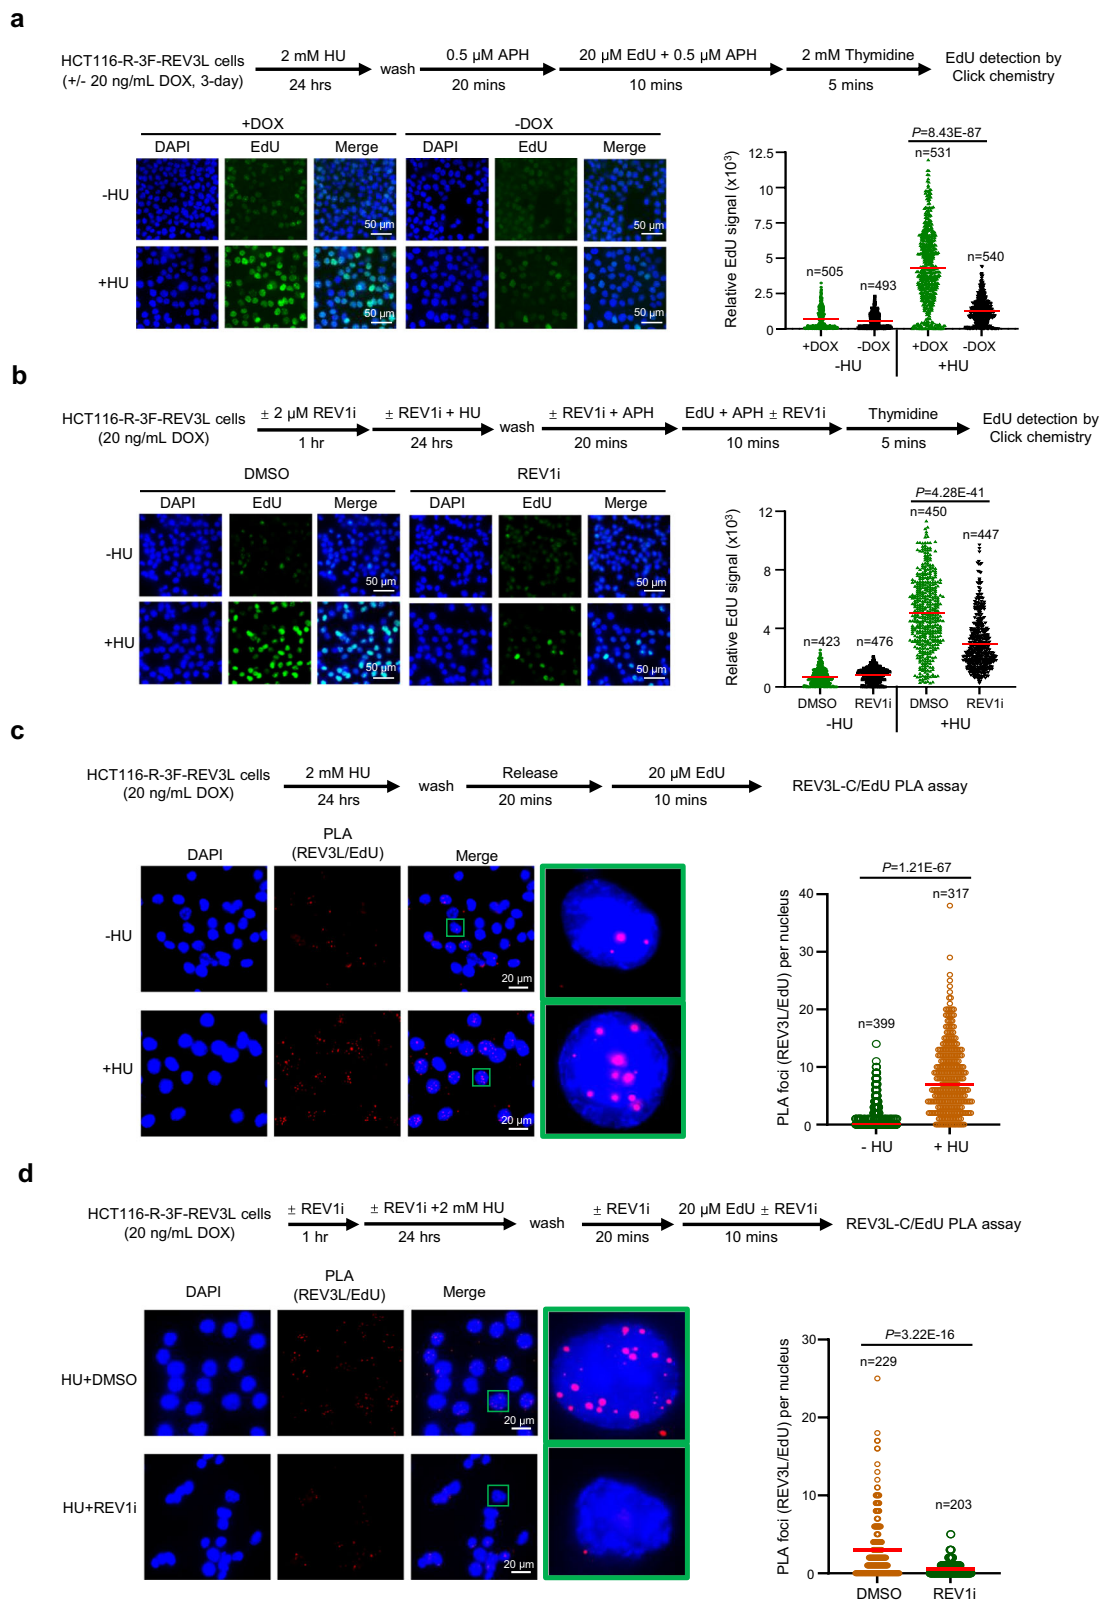 a
HCT116-R-3F-REV3L cells
(+/- 20 ng/mL DOX, 3-day)
2 mM HU
24 hrs
wash
0.5 μM APH
20 mins
20 μM EdU + 0.5 μM APH
10 mins
2 mM Thymidine
5 mins
EdU detection by
Click chemistry
+DOX
-DOX
DAPI EdU Merge DAPI EdU Merge
-HU
50 μm
50 μm
+HU
50 μm
50 μm
Relative EdU signal (x10³)
12.5
10
7.5
5
2.5
0
P=8.43E-87
n=531
n=540
n=505
n=493
+DOX -DOX +DOX -DOX
-HU +HU
b
HCT116-R-3F-REV3L cells
(20 ng/mL DOX)
± 2 μM REV1i
1 hr
± REV1i + HU
24 hrs
wash
± REV1i + APH
20 mins
EdU + APH ± REV1i
10 mins
Thymidine
5 mins
EdU detection by
Click chemistry
DMSO
REV1i
DAPI EdU Merge DAPI EdU Merge
-HU
50 μm
50 μm
+HU
50 μm
50 μm
Relative EdU signal (x10³)
12
8
4
0
P=4.28E-41
n=450
n=447
n=423
n=476
DMSO REV1i DMSO REV1i
-HU +HU
c
HCT116-R-3F-REV3L cells
(20 ng/mL DOX)
2 mM HU
24 hrs
wash
Release
20 mins
20 μM EdU
10 mins
REV3L-C/EdU PLA assay
DAPI
PLA
(REV3L/EdU)
Merge
-HU
20 μm
+HU
20 μm
PLA foci (REV3L/EdU) per nucleus
40
30
20
10
0
P=1.21E-67
n=317
n=399
- HU + HU
d
HCT116-R-3F-REV3L cells
(20 ng/mL DOX)
± REV1i
1 hr
± REV1i +2 mM HU
24 hrs
wash
± REV1i
20 mins
20 μM EdU ± REV1i
10 mins
REV3L-C/EdU PLA assay
DAPI
PLA
(REV3L/EdU)
Merge
HU+DMSO
20 μm
HU+REV1i
20 μm
PLA foci (REV3L/EdU) per nucleus
30
20
10
0
P=3.22E-16
n=229
n=203
DMSO REV1i